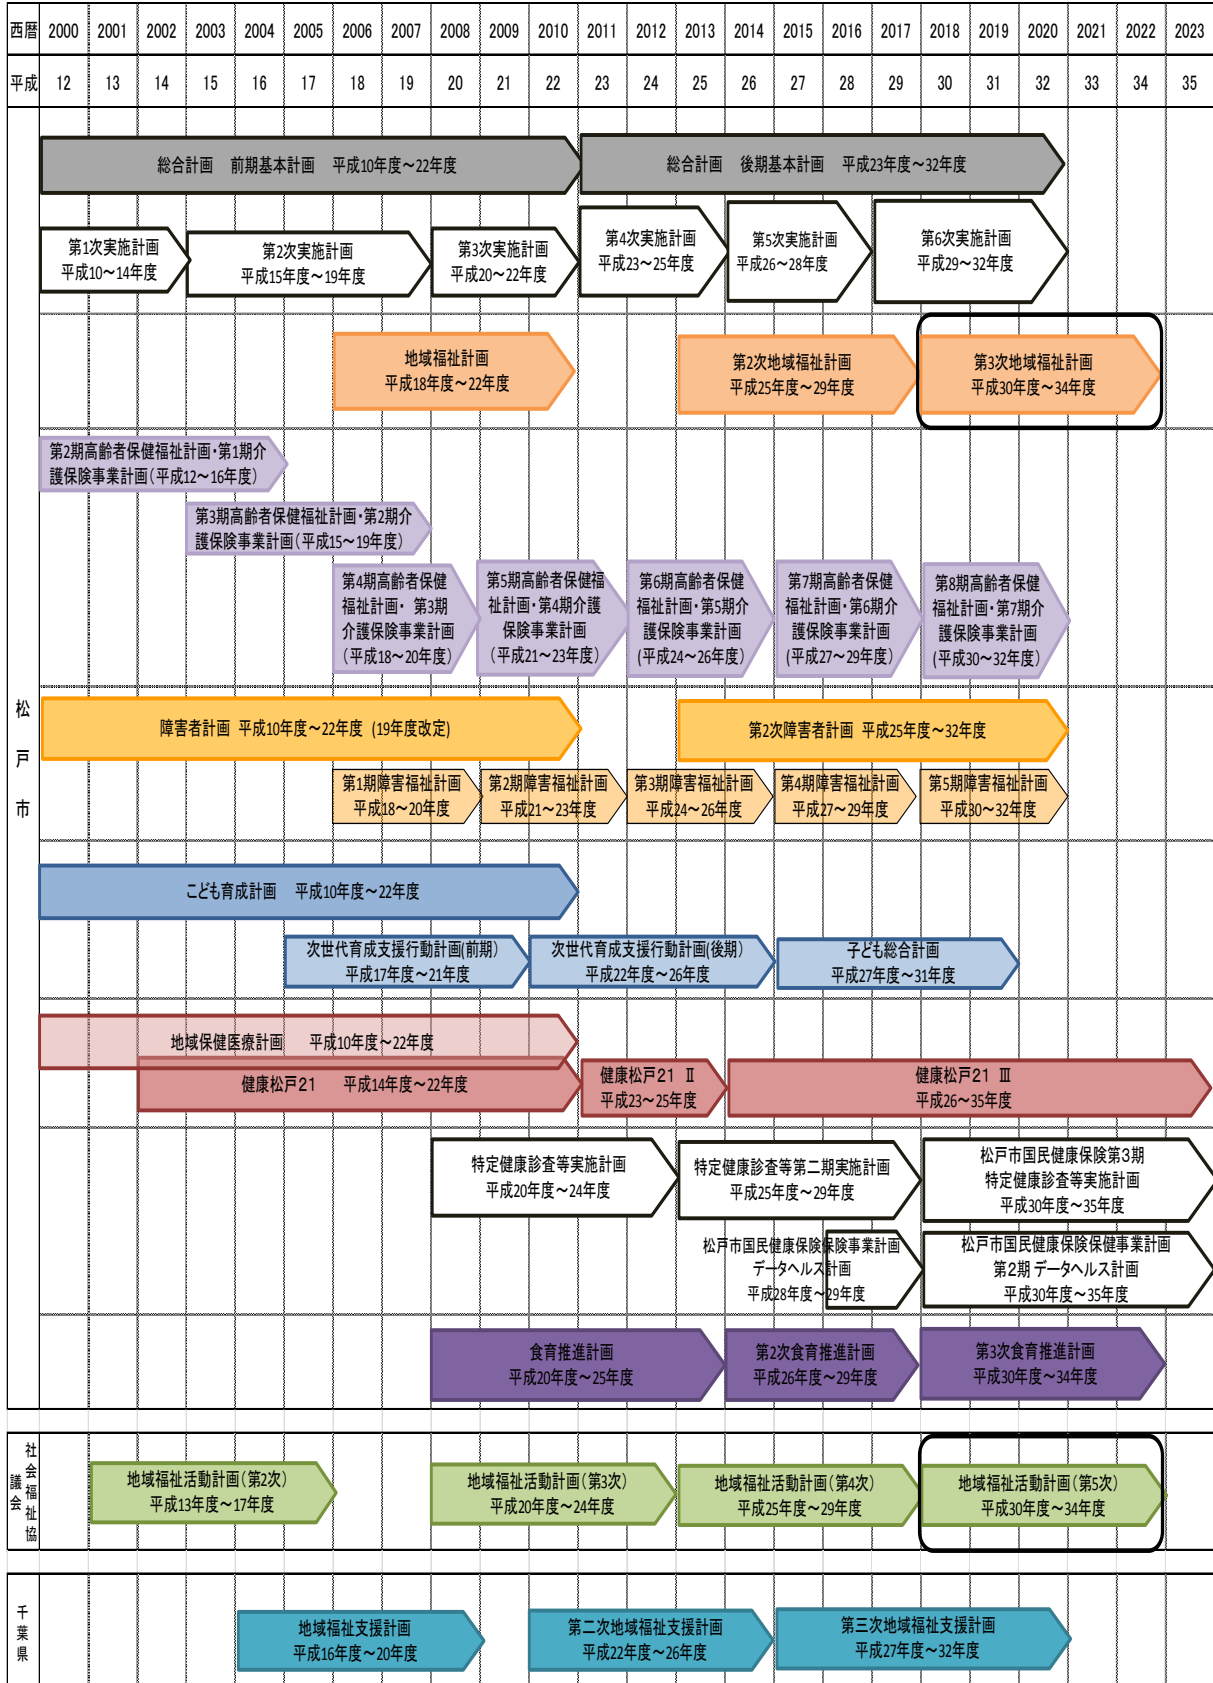 西暦 2000 2001 2002 2003 2004 2005 2006 2007 2008 2009 2010 2011 2012 2013 2014 2015 2016 2017 2018 2019 2020 2021 2022 2023
平成 12 13 14 15 16 17 18 19 20 21 22 23 24 25 26 27 28 29 30 31 32 33 34 35
松戸市
総合計画 前期基本計画 平成10年度～22年度
総合計画 後期基本計画 平成23年度～32年度
第1次実施計画
平成10～14年度
第2次実施計画
平成15年度～19年度
第3次実施計画
平成20～22年度
第4次実施計画
平成23～25年度
第5次実施計画
平成26～28年度
第6次実施計画
平成29～32年度
地域福祉計画
平成18年度～22年度
第2次地域福祉計画
平成25年度～29年度
第3次地域福祉計画
平成30年度～34年度
第2期高齢者保健福祉計画・第1期介
護保険事業計画（平成12～16年度）
第3期高齢者保健福祉計画・第2期介
護保険事業計画（平成15～19年度）
第4期高齢者保健
福祉計画・ 第3期
介護保険事業計画
（平成18～20年度）
第5期高齢者保健福
祉計画・第4期介護
保険事業計画
（平成21～23年度）
第6期高齢者保健
福祉計画・第5期介
護保険事業計画
(平成24～26年度）
第7期高齢者保健
福祉計画・第6期介
護保険事業計画
(平成27～29年度）
第8期高齢者保健
福祉計画・第7期介
護保険事業計画
(平成30～32年度）
障害者計画 平成10年度～22年度 (19年度改定)
第2次障害者計画 平成25年度～32年度
第1期障害福祉計画
平成18～20年度
第2期障害福祉計画
平成21～23年度
第3期障害福祉計画
平成24～26年度
第4期障害福祉計画
平成27～29年度
第5期障害福祉計画
平成30～32年度
こども育成計画 平成10年度～22年度
次世代育成支援行動計画(前期）
平成17年度～21年度
次世代育成支援行動計画(後期）
平成22年度～26年度
子ども総合計画
平成27年度～31年度
地域保健医療計画 平成10年度～22年度
健康松戸21 平成14年度～22年度
健康松戸21 Ⅱ
平成23～25年度
健康松戸21 Ⅲ
平成26～35年度
特定健康診査等実施計画
平成20年度～24年度
特定健康診査等第二期実施計画
平成25年度～29年度
松戸市国民健康保険第3期
特定健康診査等実施計画
平成30年度～35年度
松戸市国民健康保険保険事業計画
データヘルス計画
平成28年度～29年度
松戸市国民健康保険保健事業計画
第2期 データヘルス計画
平成30年度～35年度
食育推進計画
平成20年度～25年度
第2次食育推進計画
平成26年度～29年度
第3次食育推進計画
平成30年度～34年度
社会福祉協議会
地域福祉活動計画（第2次）
平成13年度～17年度
地域福祉活動計画（第3次）
平成20年度～24年度
地域福祉活動計画（第4次）
平成25年度～29年度
地域福祉活動計画（第5次）
平成30年度～34年度
千葉県
地域福祉支援計画
平成16年度～20年度
第二次地域福祉支援計画
平成22年度～26年度
第三次地域福祉支援計画
平成27年度～32年度